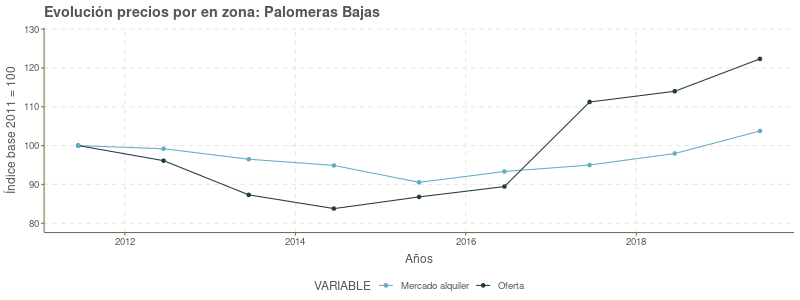 Evolución precios por en zona: Palomeras Bajas
Índice base 2011 = 100
130
120
110
100
90
80
2012
2014
2016
2018
Años
VARIABLE
Mercado alquiler
Oferta